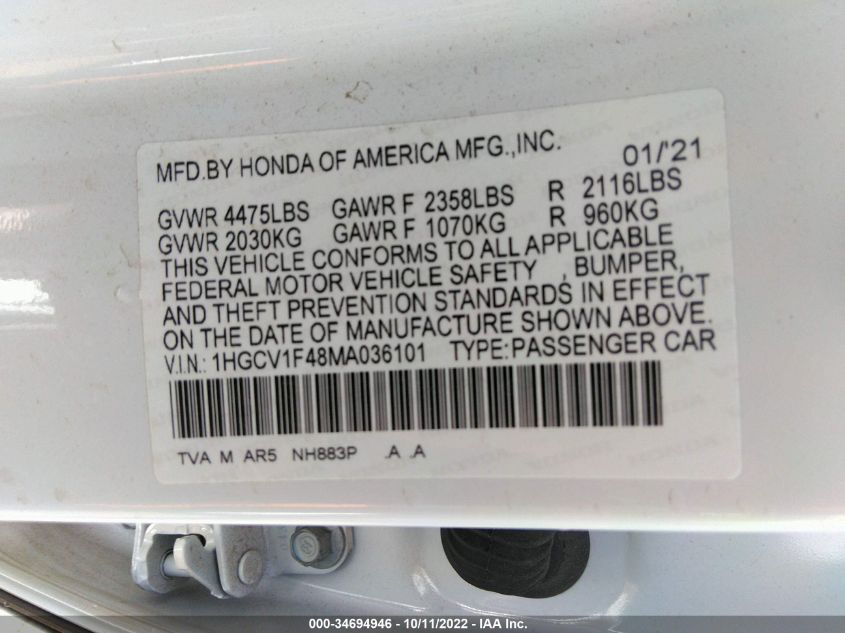 MFD.BY HONDA OF AMERICA MFG.,INC. 01/'21
GVWR 4475LBS GAWR F 2358LBS R 2116LBS
GVWR 2030KG GAWR F 1070KG R 960KG
THIS VEHICLE CONFORMS TO ALL APPLICABLE
FEDERAL MOTOR VEHICLE SAFETY , BUMPER,
AND THEFT PREVENTION STANDARDS IN EFFECT
ON THE DATE OF MANUFACTURE SHOWN ABOVE.
V.I.N.: 1HGCV1F48MA036101 TYPE:PASSENGER CAR
TVA M AR5 NH883P .A .A
000-34694946 - 10/11/2022 - IAA Inc.